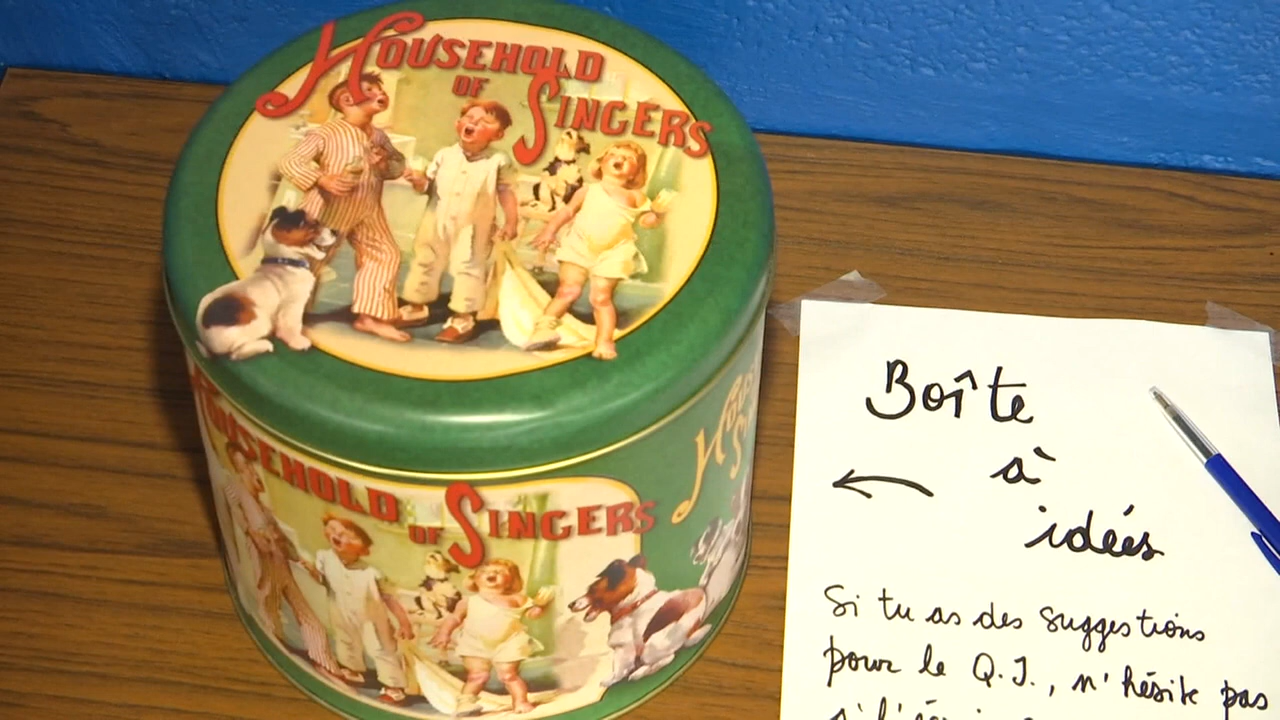 HOUSEHOLD
OF
SINGERS
HOUSEHOLD
OF SINGERS
Boîte
à
idées
Si tu as des suggestions
pour le Q.J., n'hésite pas